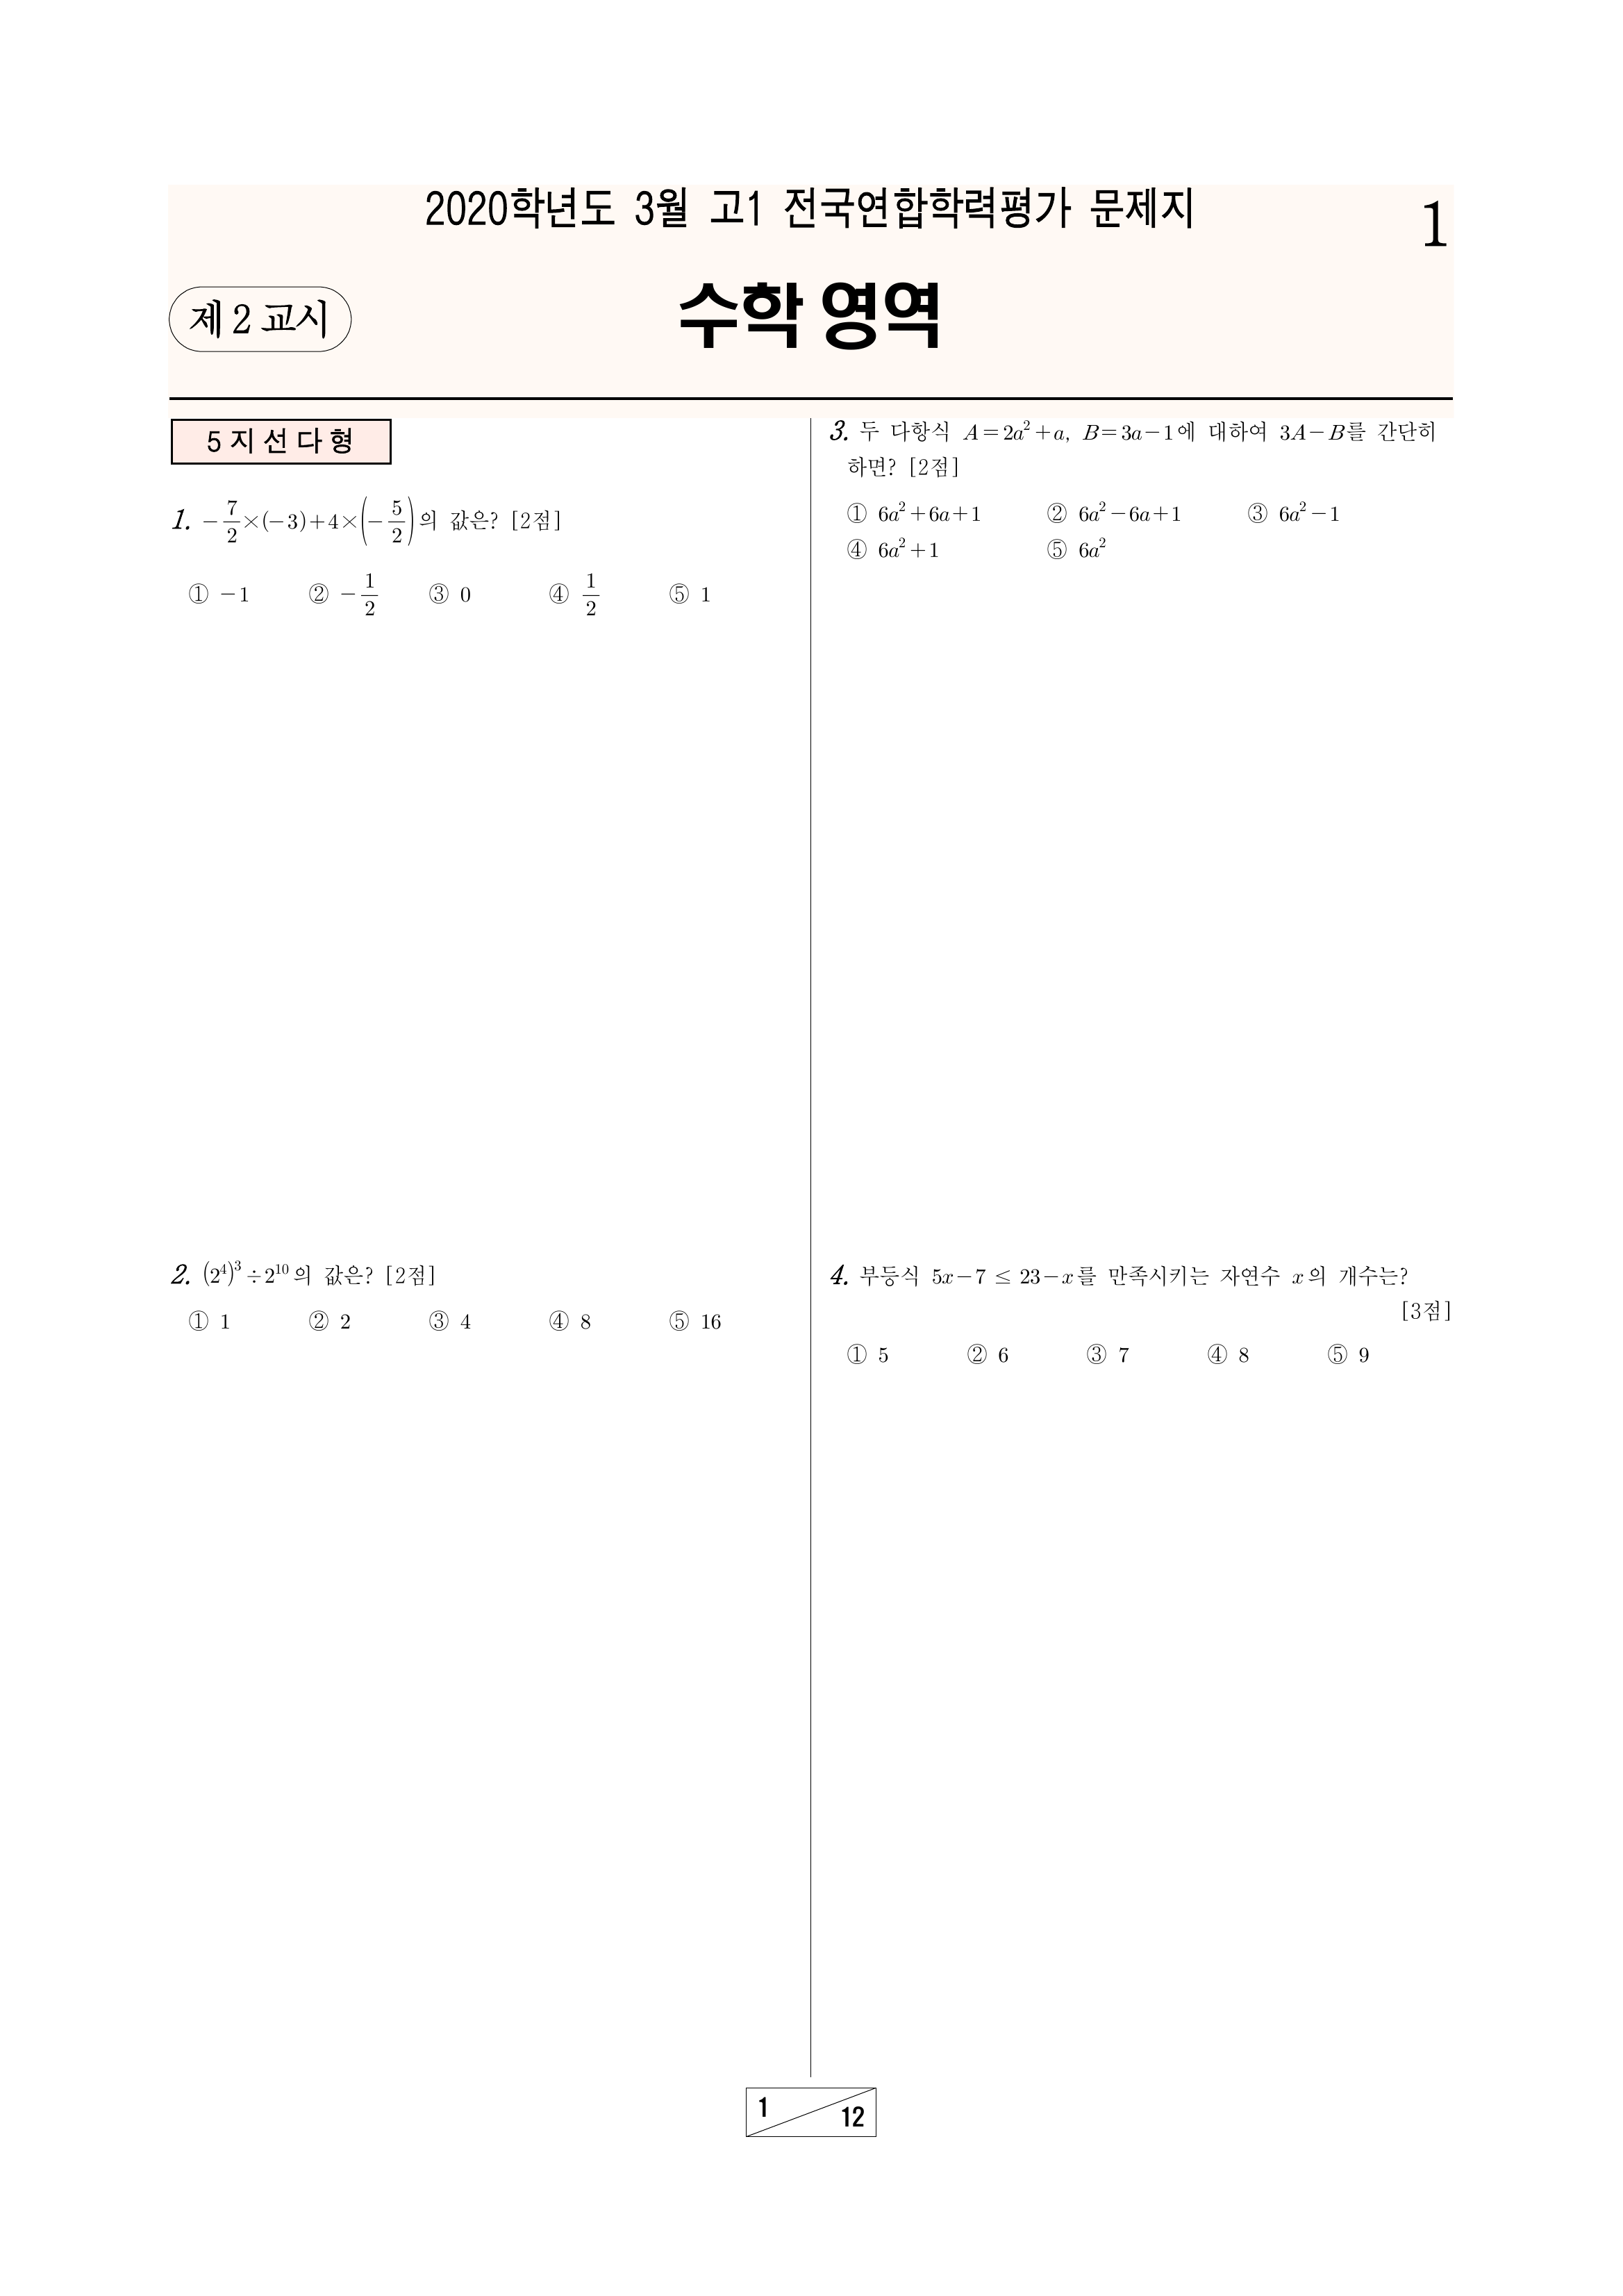 2020학년도 3월 고1 전국연합학력평가 문제지
1
제 2 교시
수학 영역
5 지 선 다 형
1. $-\frac{7}{2}\times(-3)+4\times\left(-\frac{5}{2}\right)$의 값은? [2점]
① $-1$ ② $-\frac{1}{2}$ ③ 0 ④ $\frac{1}{2}$ ⑤ 1
2. $(2^4)^3\div2^{10}$의 값은? [2점]
① 1 ② 2 ③ 4 ④ 8 ⑤ 16
3. 두 다항식 $A=2a^2+a$, $B=3a-1$에 대하여 $3A-B$를 간단히
하면? [2점]
① $6a^2+6a+1$ ② $6a^2-6a+1$ ③ $6a^2-1$
④ $6a^2+1$ ⑤ $6a^2$
4. 부등식 $5x-7\leq23-x$를 만족시키는 자연수 $x$의 개수는?
[3점]
① 5 ② 6 ③ 7 ④ 8 ⑤ 9
1
12